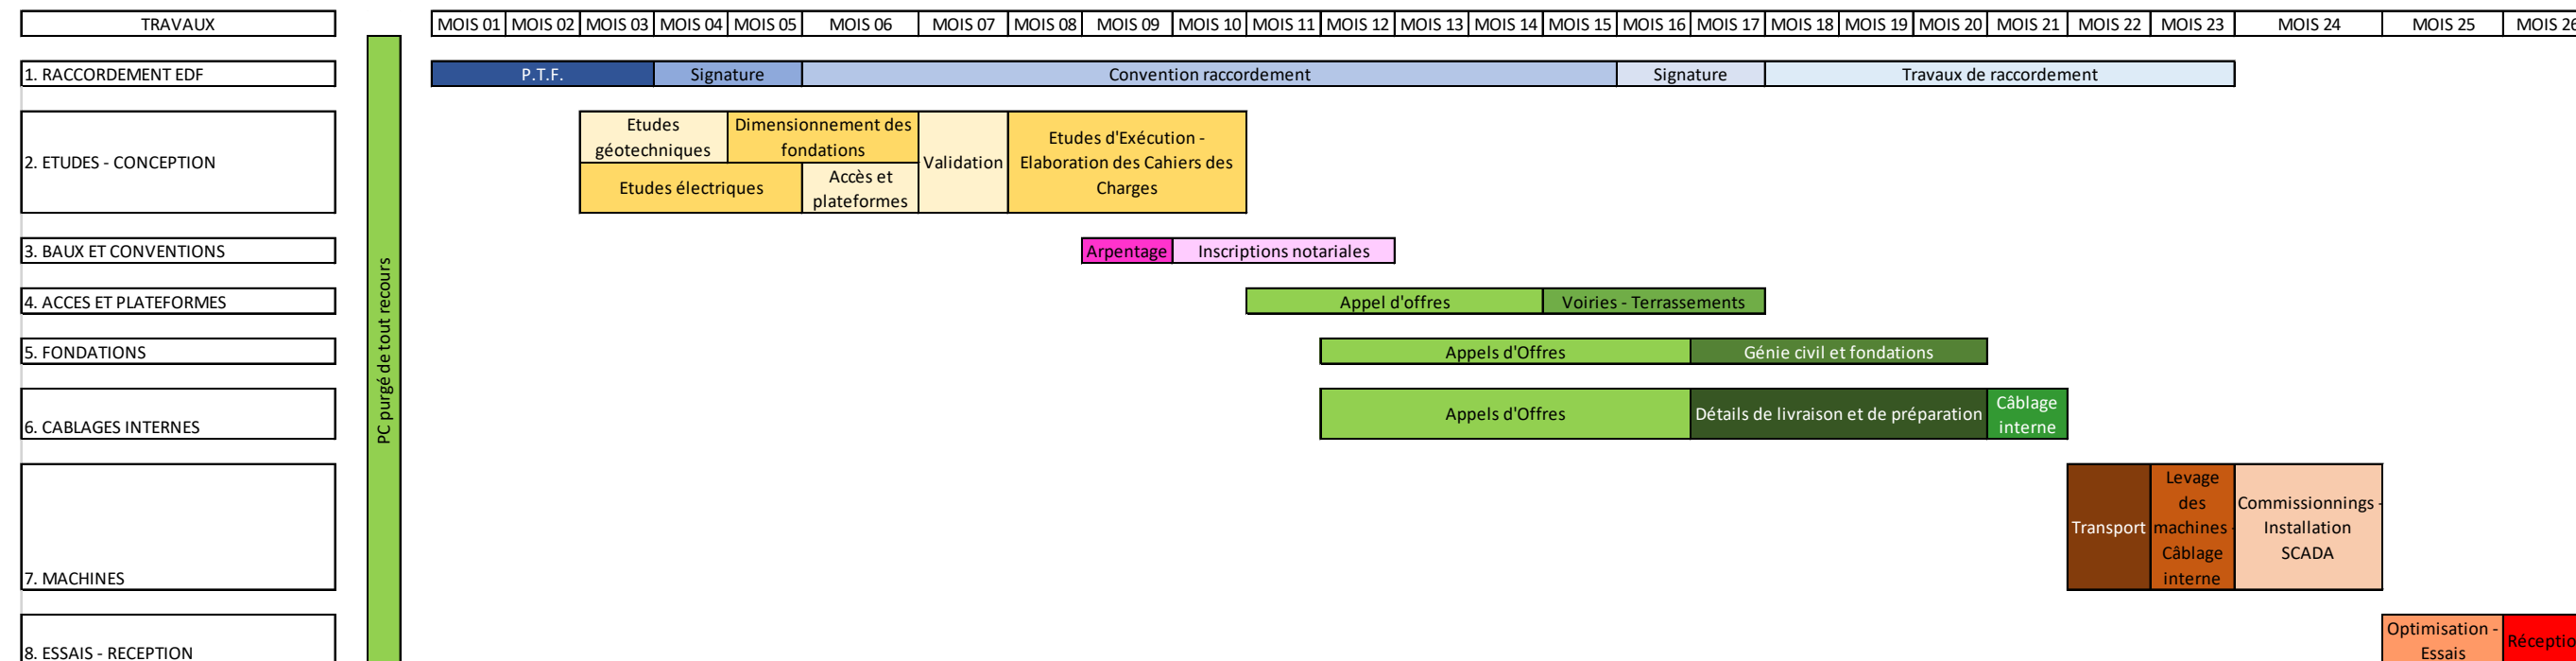 TRAVAUX
MOIS 01 MOIS 02 MOIS 03 MOIS 04 MOIS 05 MOIS 06 MOIS 07 MOIS 08 MOIS 09 MOIS 10 MOIS 11 MOIS 12 MOIS 13 MOIS 14 MOIS 15 MOIS 16 MOIS 17 MOIS 18 MOIS 19 MOIS 20 MOIS 21 MOIS 22 MOIS 23 MOIS 24 MOIS 25 MOIS 26
PC purgé de tout recours
1. RACCORDEMENT EDF
P.T.F.
Signature
Convention raccordement
Signature
Travaux de raccordement
2. ETUDES - CONCEPTION
Etudes
géotechniques
Dimensionnement des
fondations
Etudes électriques
Accès et
plateformes
Validation
Etudes d'Exécution -
Elaboration des Cahiers des
Charges
3. BAUX ET CONVENTIONS
Arpentage
Inscriptions notariales
4. ACCES ET PLATEFORMES
Appel d'offres
Voiries - Terrassements
5. FONDATIONS
Appels d'Offres
Génie civil et fondations
6. CABLAGES INTERNES
Appels d'Offres
Détails de livraison et de préparation
Câblage
interne
7. MACHINES
Transport
Levage
des
machines -
Câblage
interne
Commissionnings -
Installation
SCADA
8. ESSAIS - RECEPTION
Optimisation -
Essais
Réceptio